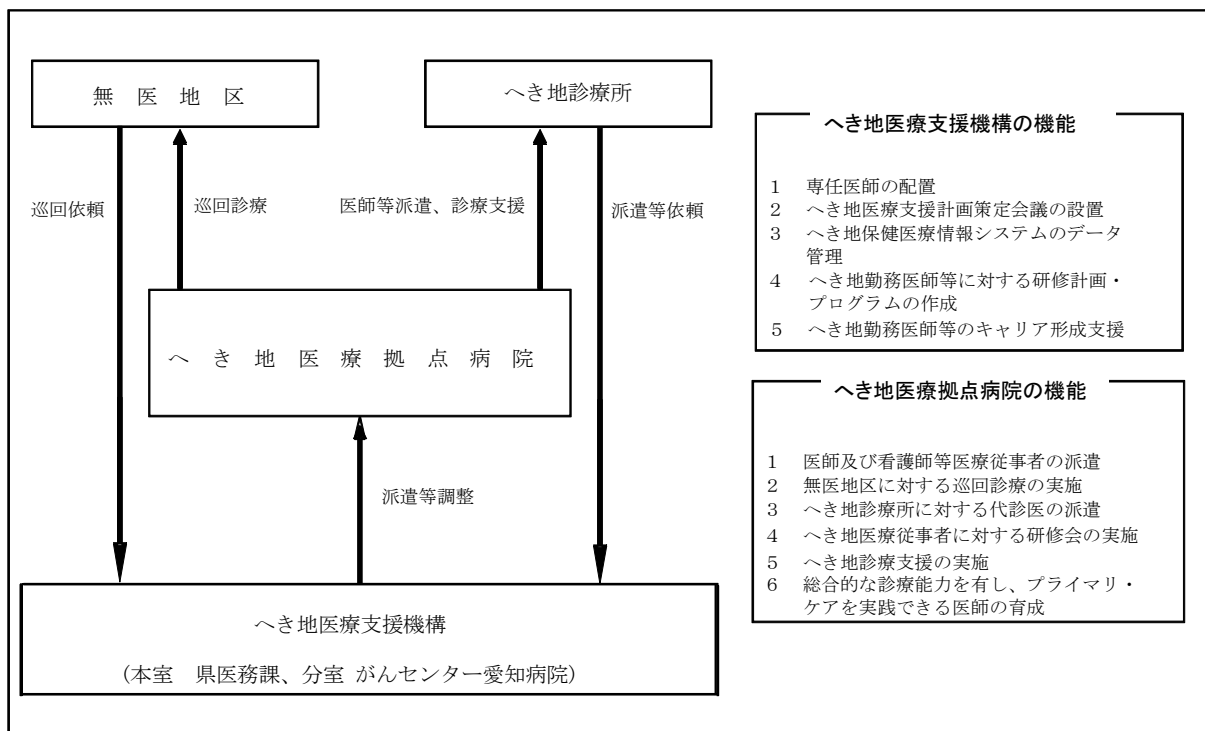 無　医　地　区
へき地診療所
巡回依頼
巡回診療
医師等派遣、診療支援
派遣等依頼
へ　き　地　医　療　拠　点　病　院
派遣等調整
へき地医療支援機構
(本室　県医務課、分室 がんセンター愛知病院)
へき地医療支援機構の機能
１　専任医師の配置
２　へき地医療支援計画策定会議の設置
３　へき地保健医療情報システムのデータ
管理
４　へき地勤務医師等に対する研修計画・
プログラムの作成
５　へき地勤務医師等のキャリア形成支援
へき地医療拠点病院の機能
１　医師及び看護師等医療従事者の派遣
２　無医地区に対する巡回診療の実施
３　へき地診療所に対する代診医の派遣
４　へき地医療従事者に対する研修会の実施
５　へき地診療支援の実施
６　総合的な診療能力を有し、プライマリ・
ケアを実践できる医師の育成